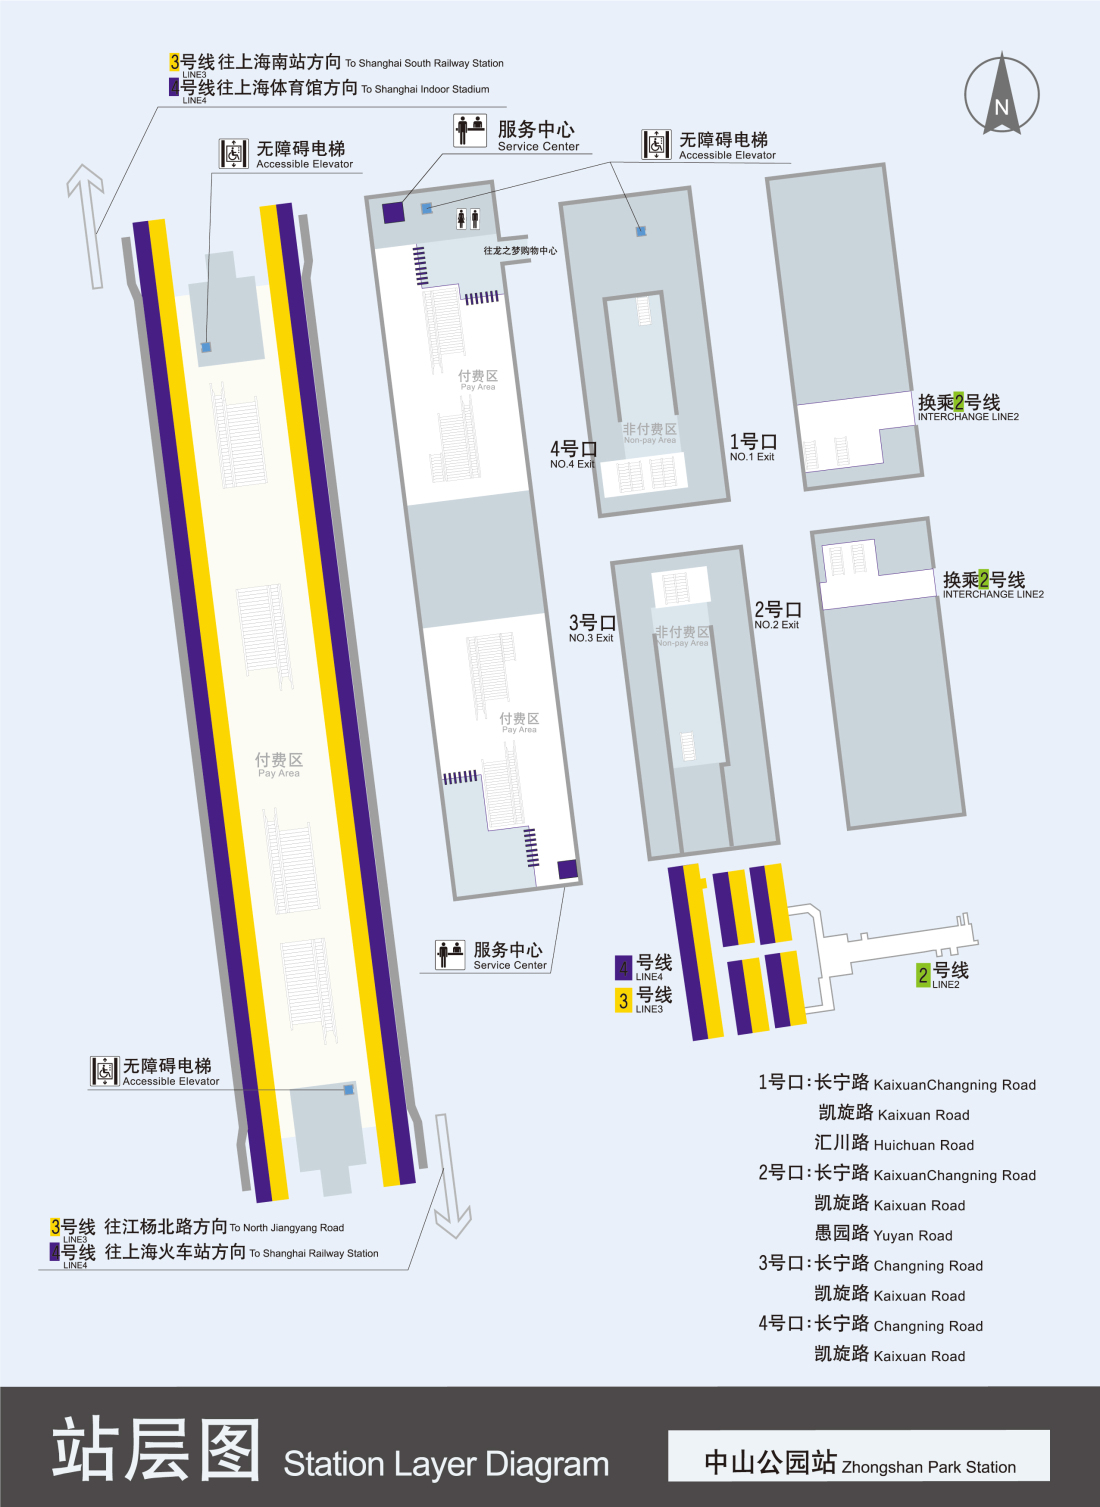 3号线 往上海南站方向 To Shanghai South Railway Station
LINE3
4号线往上海体育馆方向 To Shanghai Indoor Stadium
LINE4
无障碍电梯
Accessible Elevator
服务中心
Service Center
无障碍电梯
Accessible Elevator
N
往龙之梦购物中心
付费区
Pay Area
非付费区
Non-pay Area
4号口
NO.4 Exit
1号口
NO.1 Exit
换乘2号线
INTERCHANGE LINE2
换乘2号线
INTERCHANGE LINE2
3号口
NO.3 Exit
非付费区
Non-pay Area
2号口
NO.2 Exit
付费区
Pay Area
付费区
Pay Area
服务中心
Service Center
4 号线
LINE4
3 号线
LINE3
2 号线
LINE2
无障碍电梯
Accessible Elevator
3号线 往江杨北路方向 To North Jiangyang Road
LINE3
4号线 往上海火车站方向 To Shanghai Railway Station
LINE4
1号口:长宁路 KaixuanChangning Road
凯旋路 Kaixuan Road
汇川路 Huichuan Road
2号口:长宁路 KaixuanChangning Road
凯旋路 Kaixuan Road
愚园路 Yuyan Road
3号口:长宁路 Changning Road
凯旋路 Kaixuan Road
4号口:长宁路 Changning Road
凯旋路 Kaixuan Road
站层图 Station Layer Diagram
中山公园站 Zhongshan Park Station